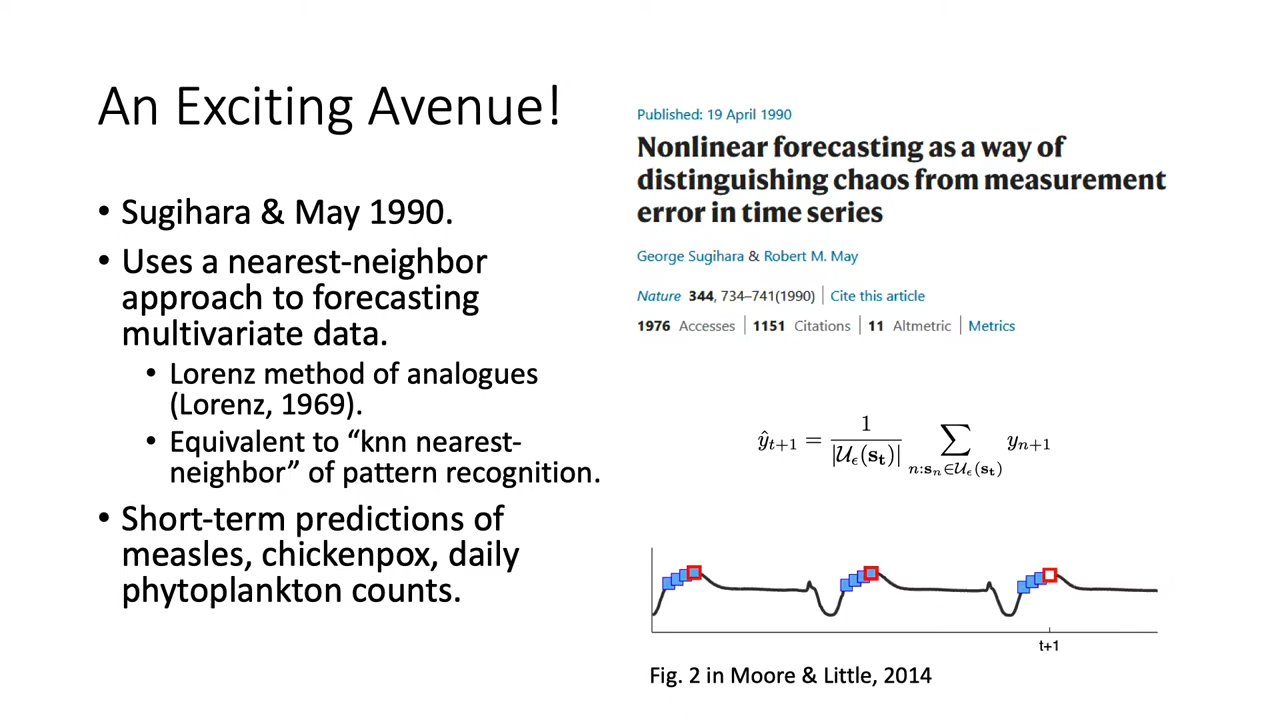 An Exciting Avenue!
• Sugihara & May 1990.
• Uses a nearest-neighbor
approach to forecasting
multivariate data.
• Lorenz method of analogues
(Lorenz, 1969).
• Equivalent to “knn nearest-
neighbor” of pattern recognition.
• Short-term predictions of
measles, chickenpox, daily
phytoplankton counts.
Published: 19 April 1990
Nonlinear forecasting as a way of
distinguishing chaos from measurement
error in time series
George Sugihara & Robert M. May
Nature 344, 734–741(1990) | Cite this article
1976 Accesses | 1151 Citations | 11 Altmetric | Metrics
ŷ_{t+1} = \frac{1}{|𝒰_ϵ(s_t)|} ∑_{n:s_n∈𝒰_ϵ(s_t)} y_{n+1}
t+1
Fig. 2 in Moore & Little, 2014